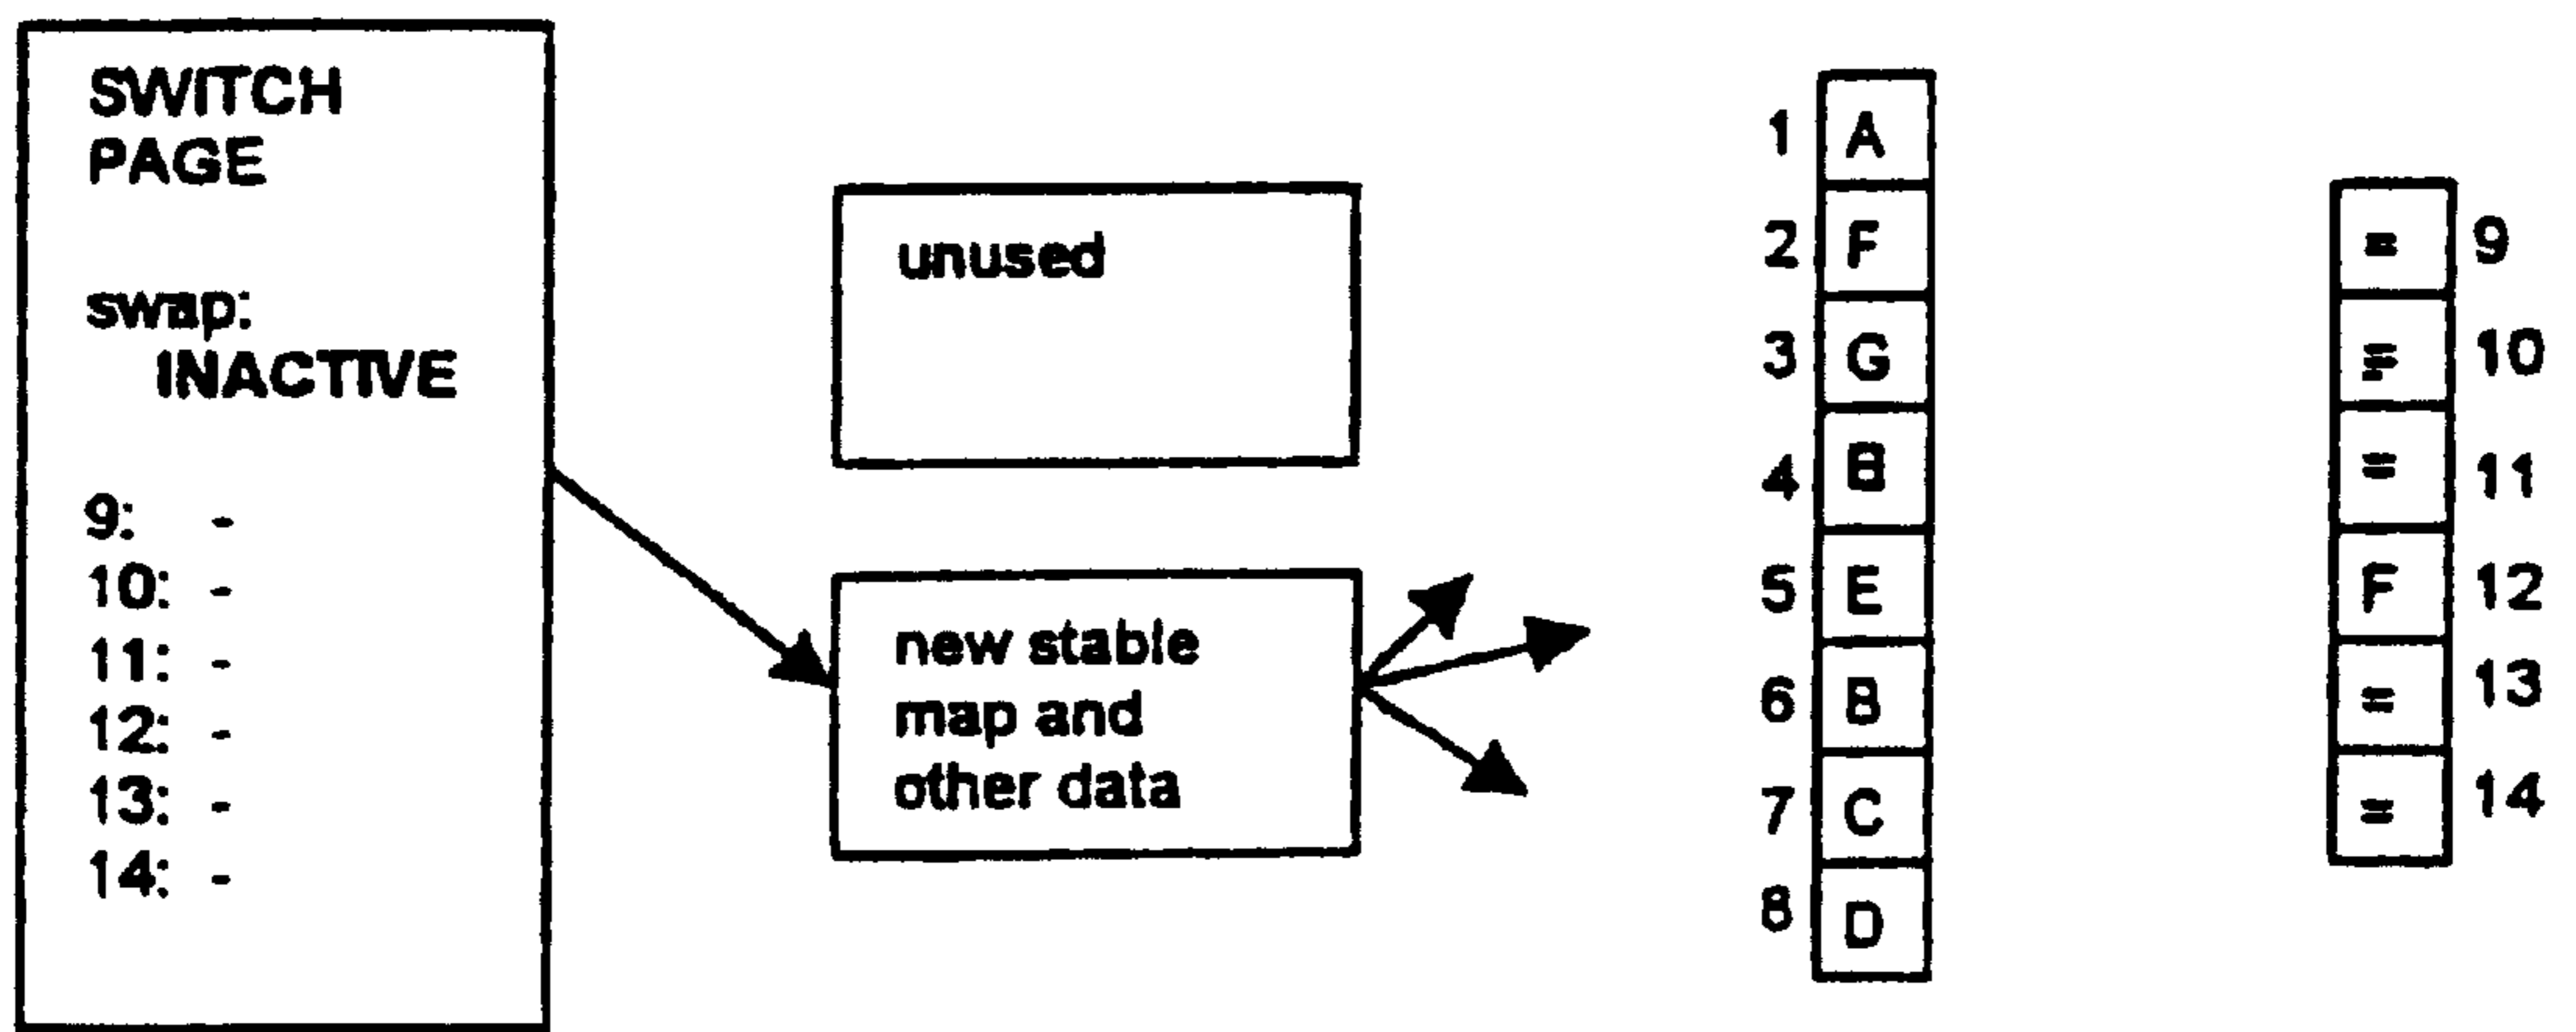 SWITCH
PAGE
swap:
INACTIVE
9: -
10: -
11: -
12: -
13: -
14: -
unused
new stable
map and
other data
1 A
2 F
3 G
4 B
5 E
6 B
7 C
8 D
= 9
= 10
= 11
F 12
= 13
= 14